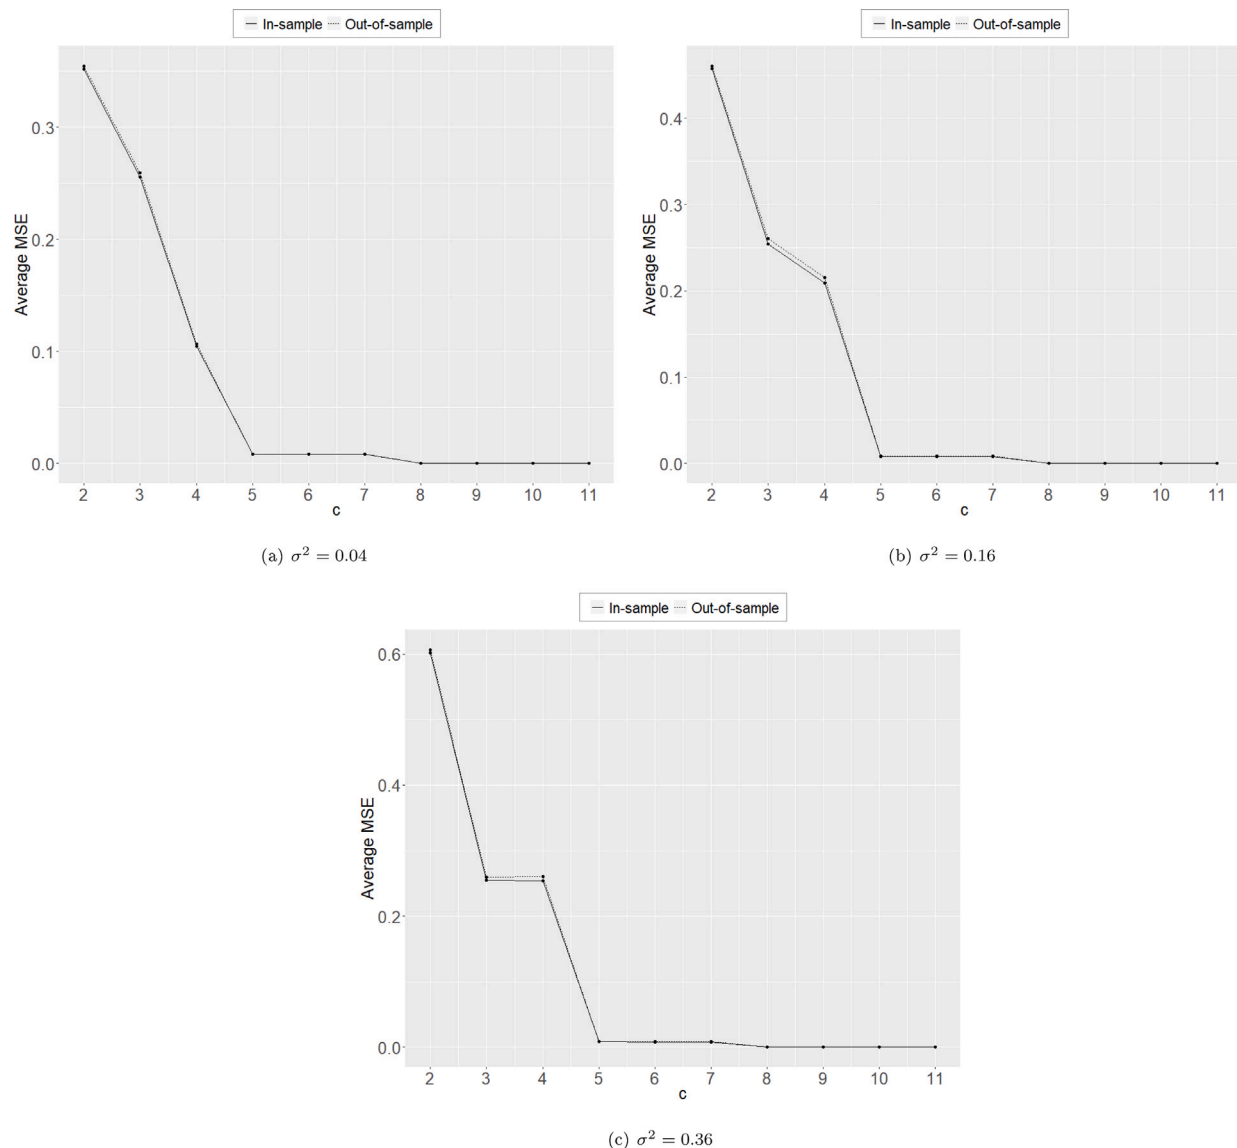 In-sample Out-of-sample
0.3
0.2
0.1
0.0
Average MSE
2 3 4 5 6 7 8 9 10 11
c
(a) σ² = 0.04
In-sample Out-of-sample
0.4
0.3
0.2
0.1
0.0
Average MSE
2 3 4 5 6 7 8 9 10 11
c
(b) σ² = 0.16
In-sample Out-of-sample
0.6
0.4
0.2
0.0
Average MSE
2 3 4 5 6 7 8 9 10 11
c
(c) σ² = 0.36